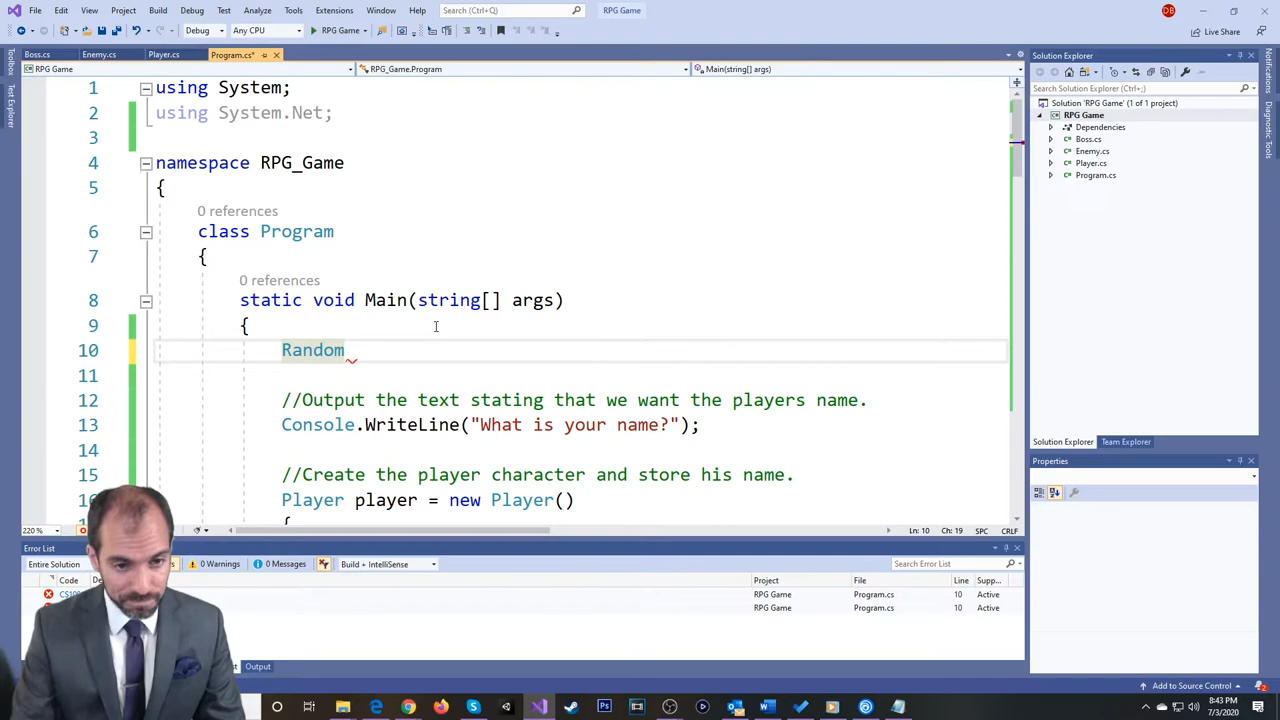 File Edit View Project Build Debug Test Analyze Tools Extensions Window Help Search (Ctrl+Q) RPG Game DB
Debug Any CPU RPG Game Live Share
Boss.cs Enemy.cs Player.cs Program.cs*
RPG Game RPG_Game.Program Main(string[] args)
1 using System;
2 using System.Net;
3
4 namespace RPG_Game
5 {
0 references
6 class Program
7 {
0 references
8 static void Main(string[] args)
9 {
10 Random
11
12 //Output the text stating that we want the players name.
13 Console.WriteLine("What is your name?");
14
15 //Create the player character and store his name.
16 Player player = new Player()
{
220 % Ln: 10 Ch: 19 SPC CRLF
Toolbox
Test Explorer
Solution Explorer
Search Solution Explorer (Ctrl+;)
Solution 'RPG Game' (1 of 1 project)
RPG Game
Dependencies
Boss.cs
Enemy.cs
Player.cs
Program.cs
Solution Explorer Team Explorer
Properties
Notifications
Diagnostic Tools
Error List
Entire Solution 0 Warnings 0 Messages Build + IntelliSense Search Error List
Code Project File Line Supp...
RPG Game Program.cs 10 Active
RPG Game Program.cs 10 Active
Output
Add to Source Control 2
8:43 PM
7/3/2020